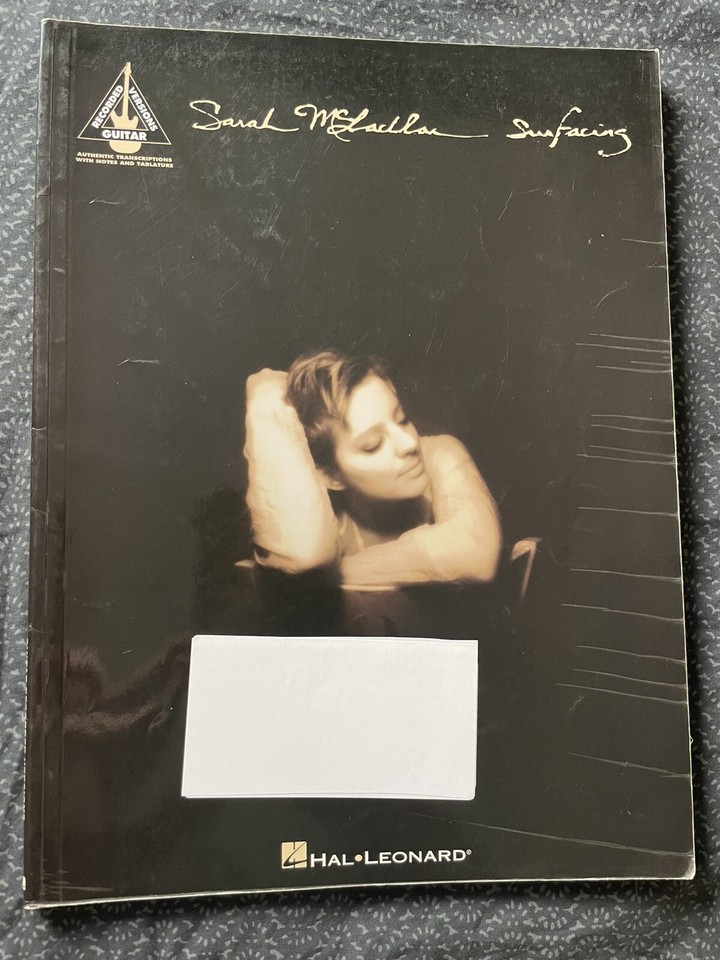 RECORDED VERSIONS
GUITAR
AUTHENTIC TRANSCRIPTIONS
WITH NOTES AND TABLATURE
Sarah McLachlan Surfacing
HAL•LEONARD®